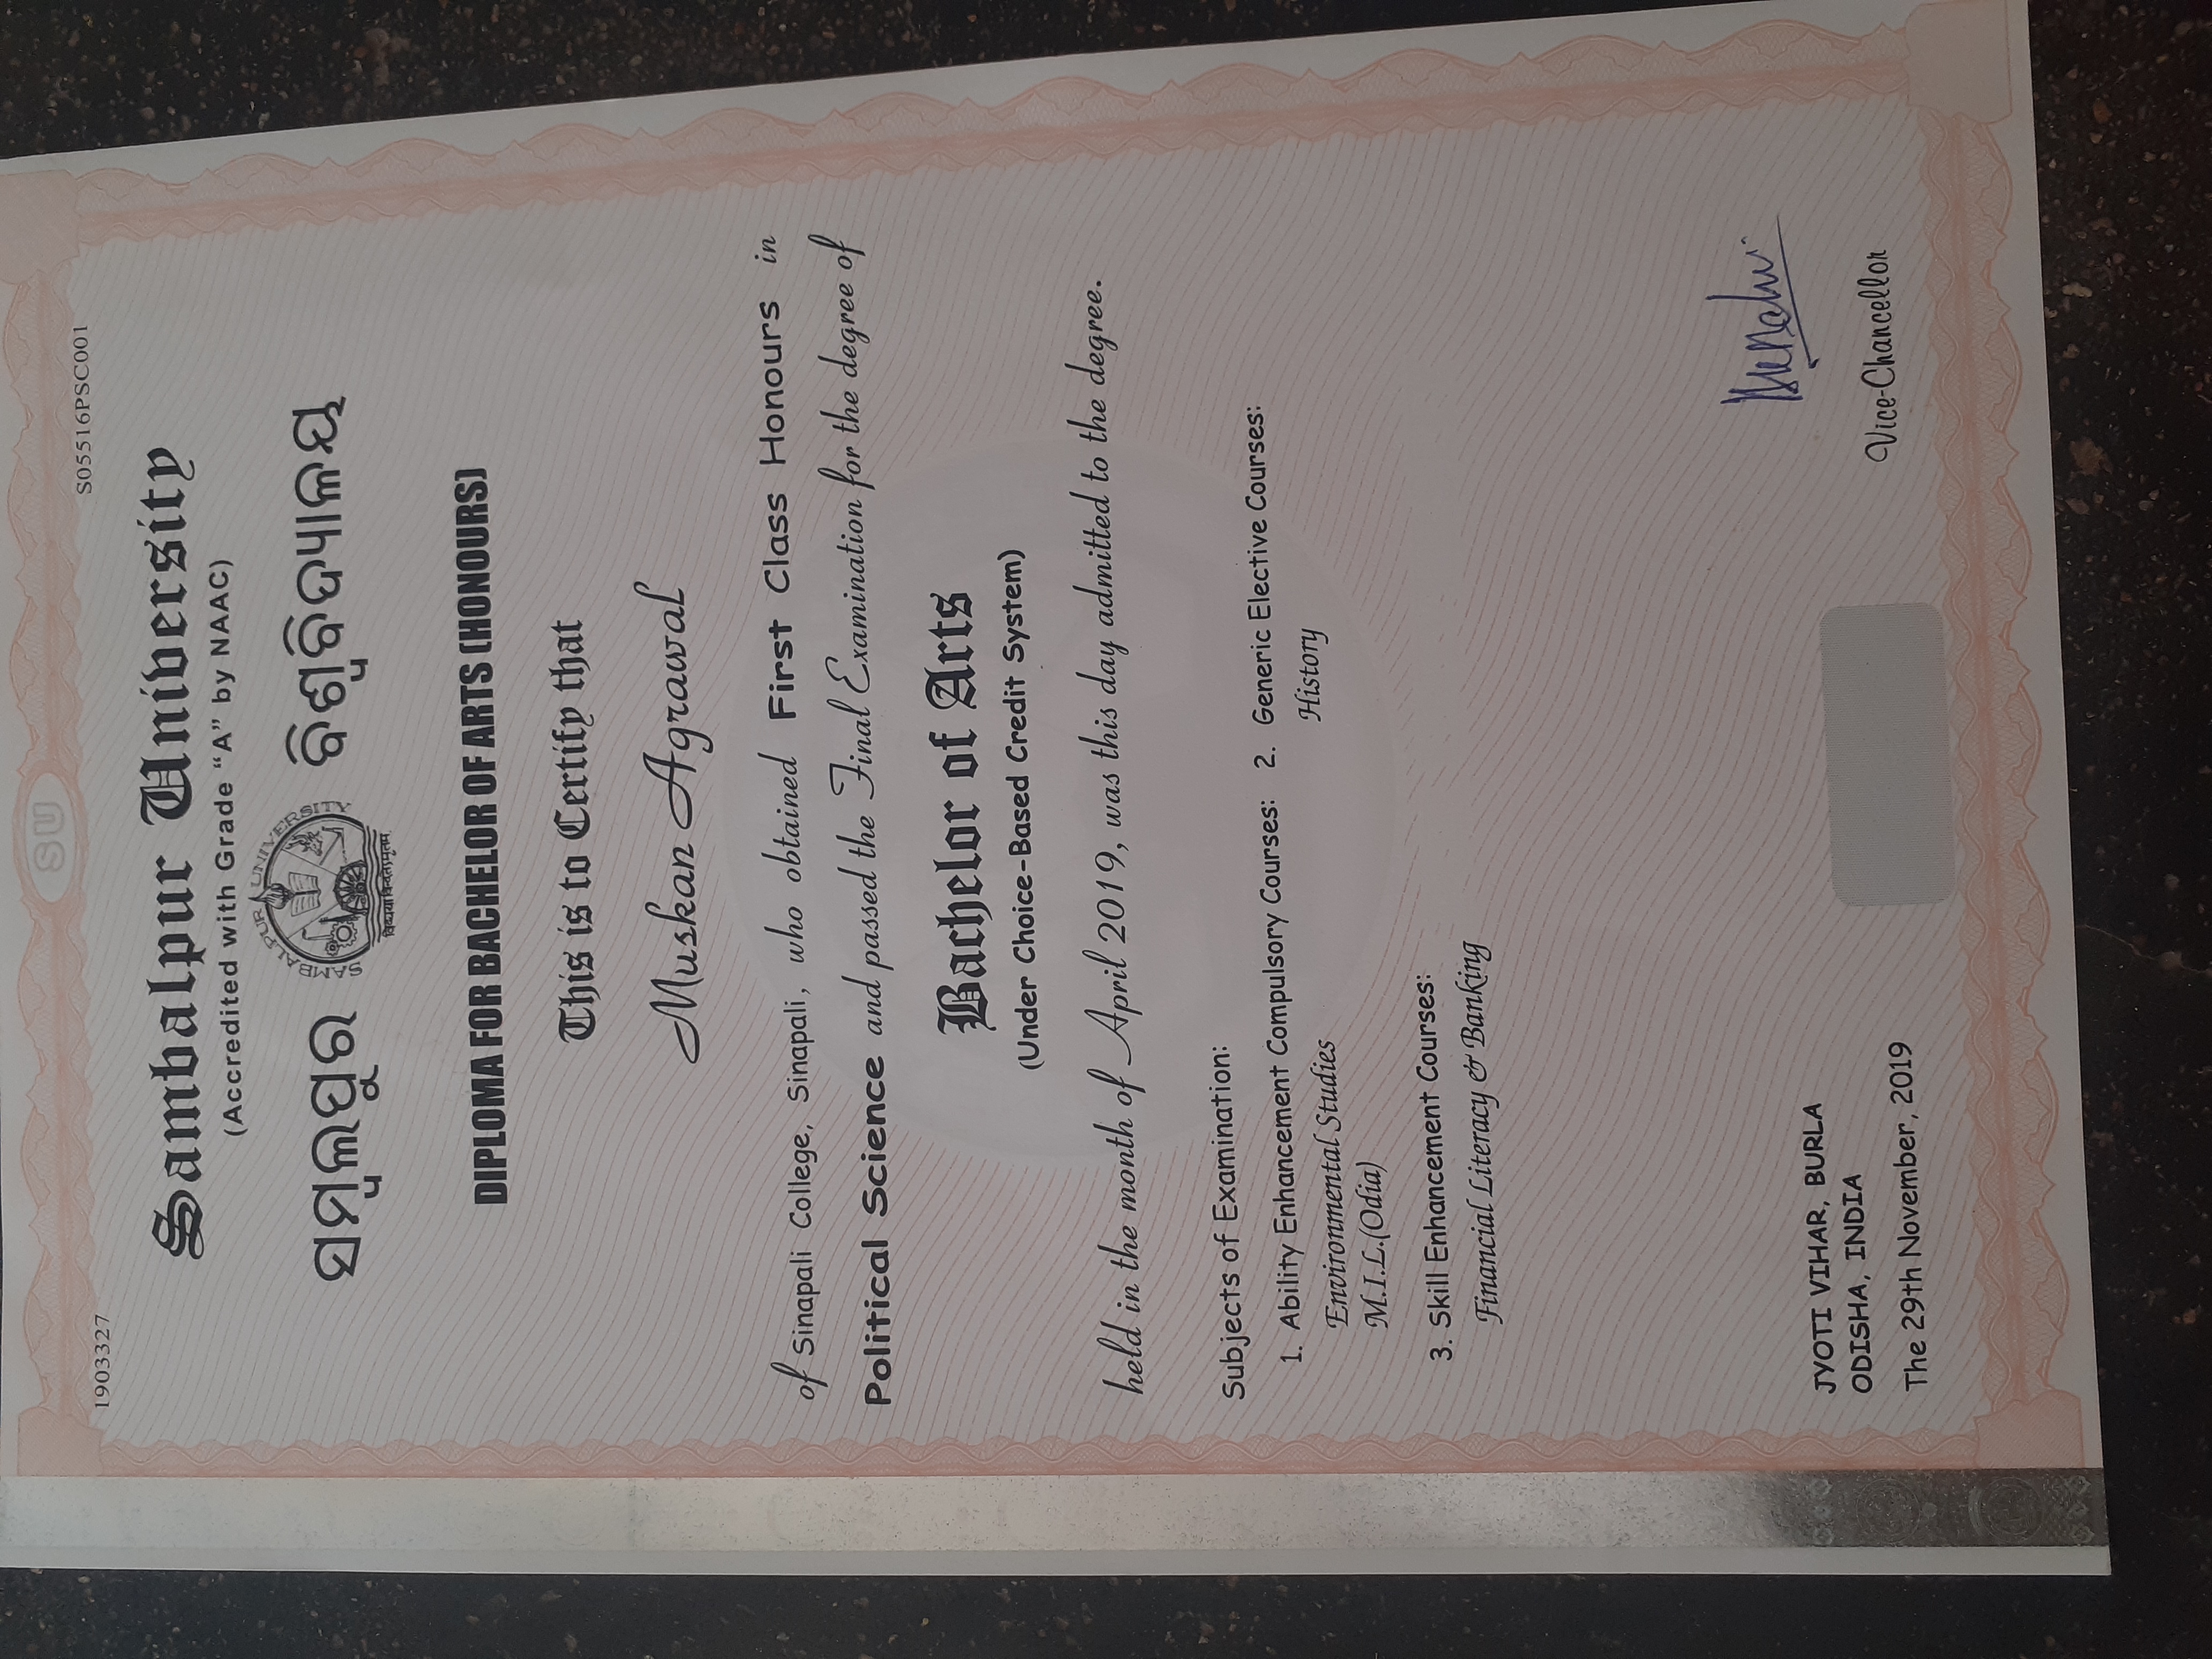 SU
1903327 S05516PSC001
Sambalpur University
(Accredited with Grade “A” by NAAC)
ସମ୍ବଲପୁର ବିଶ୍ୱବିଦ୍ୟାଳୟ
SAMBALPUR UNIVERSITY
DIPLOMA FOR BACHELOR OF ARTS (HONOURS)
This is to Certify that
Muskan Agrawal
of Sinapali College, Sinapali, who obtained First Class Honours in
Political Science and passed the Final Examination for the degree of
Bachelor of Arts
(Under Choice-Based Credit System)
held in the month of April 2019, was this day admitted to the degree.
Subjects of Examination:
1. Ability Enhancement Compulsory Courses: 2. Generic Elective Courses:
Environmental Studies History
M.I.L.(Odia)
3. Skill Enhancement Courses:
Financial Literacy & Banking
JYOTI VIHAR, BURLA
ODISHA, INDIA
The 29th November, 2019
Vice-Chancellor